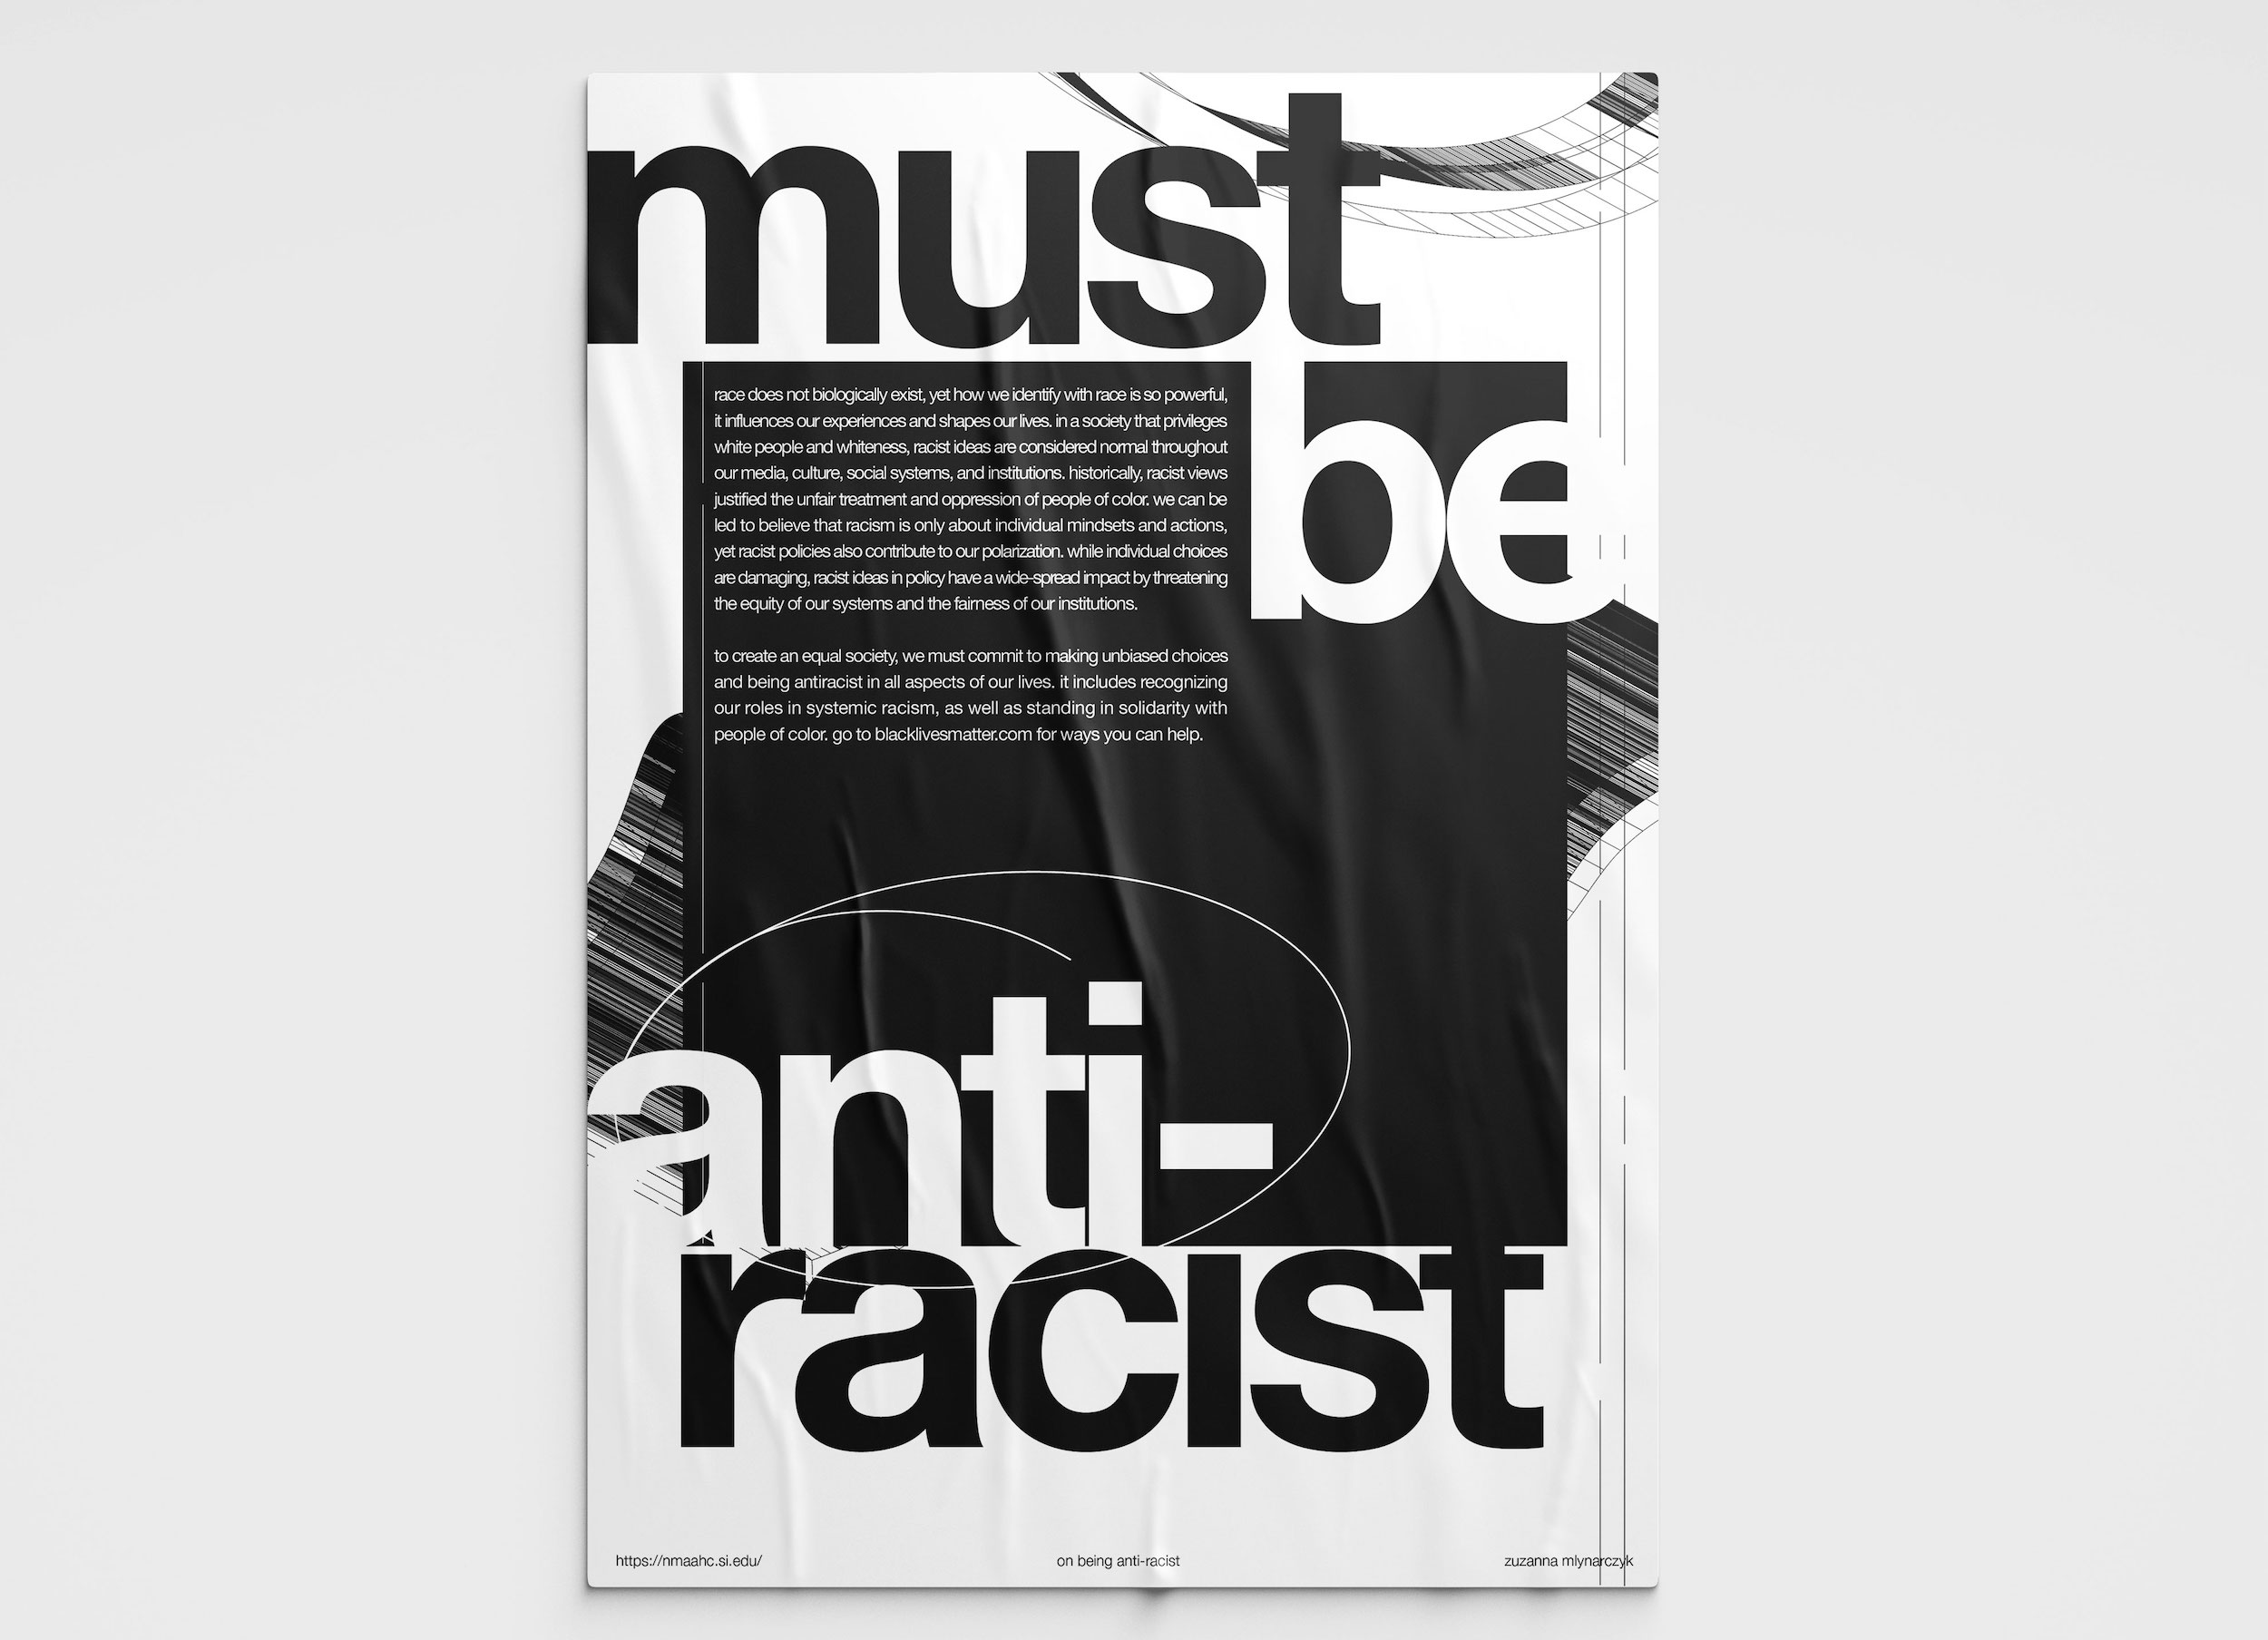 must
be
race does not biologically exist, yet how we identify with race is so powerful,
it influences our experiences and shapes our lives. in a society that privileges
white people and whiteness, racist ideas are considered normal throughout
our media, culture, social systems, and institutions. historically, racist views
justified the unfair treatment and oppression of people of color. we can be
led to believe that racism is only about individual mindsets and actions,
yet racist policies also contribute to our polarization. while individual choices
are damaging, racist ideas in policy have a wide-spread impact by threatening
the equity of our systems and the fairness of our institutions.
to create an equal society, we must commit to making unbiased choices
and being antiracist in all aspects of our lives. it includes recognizing
our roles in systemic racism, as well as standing in solidarity with
people of color. go to blacklivesmatter.com for ways you can help.
anti-
racist
https://nmaahc.si.edu/
on being anti-racist
zuzanna mlynarczyk